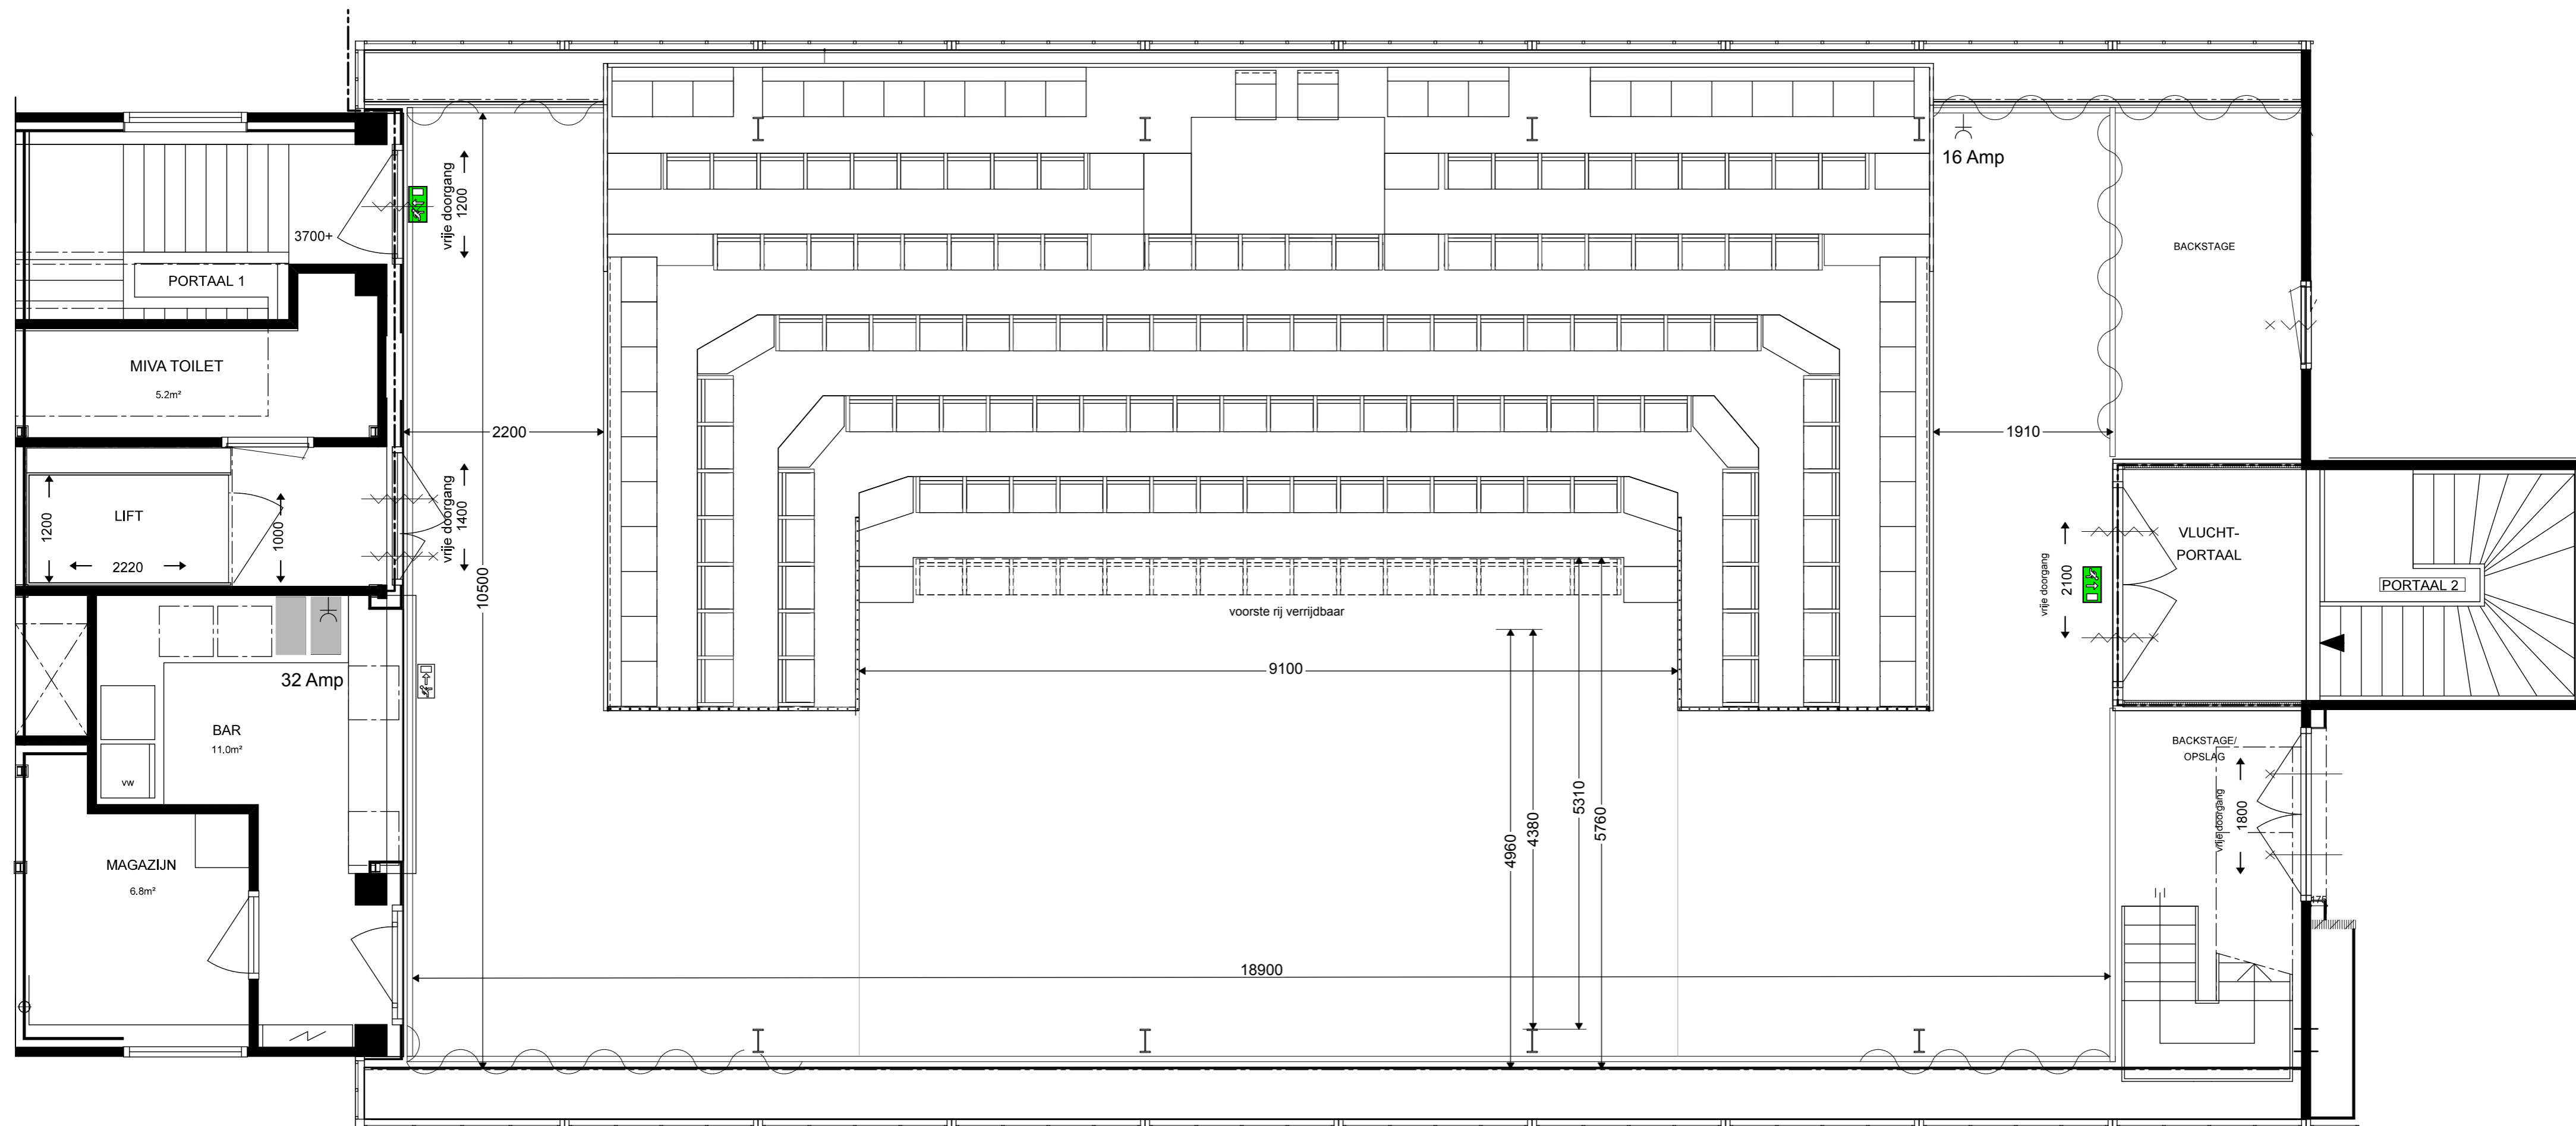 16 Amp
vrije doorgang
1200
3700+
BACKSTAGE
PORTAAL 1
MIVA TOILET
5.2m²
2200
1910
vrije doorgang
1400
LIFT
1200
1000
2220
10500
VLUCHT-
PORTAAL
vrije doorgang
2100
PORTAAL 2
voorste rij verrijdbaar
9100
32 Amp
BAR
11.0m²
vw
BACKSTAGE/
OPSLAG
vrije doorgang
1800
4960
4380
5310
5760
MAGAZIJN
6.8m²
175
18900